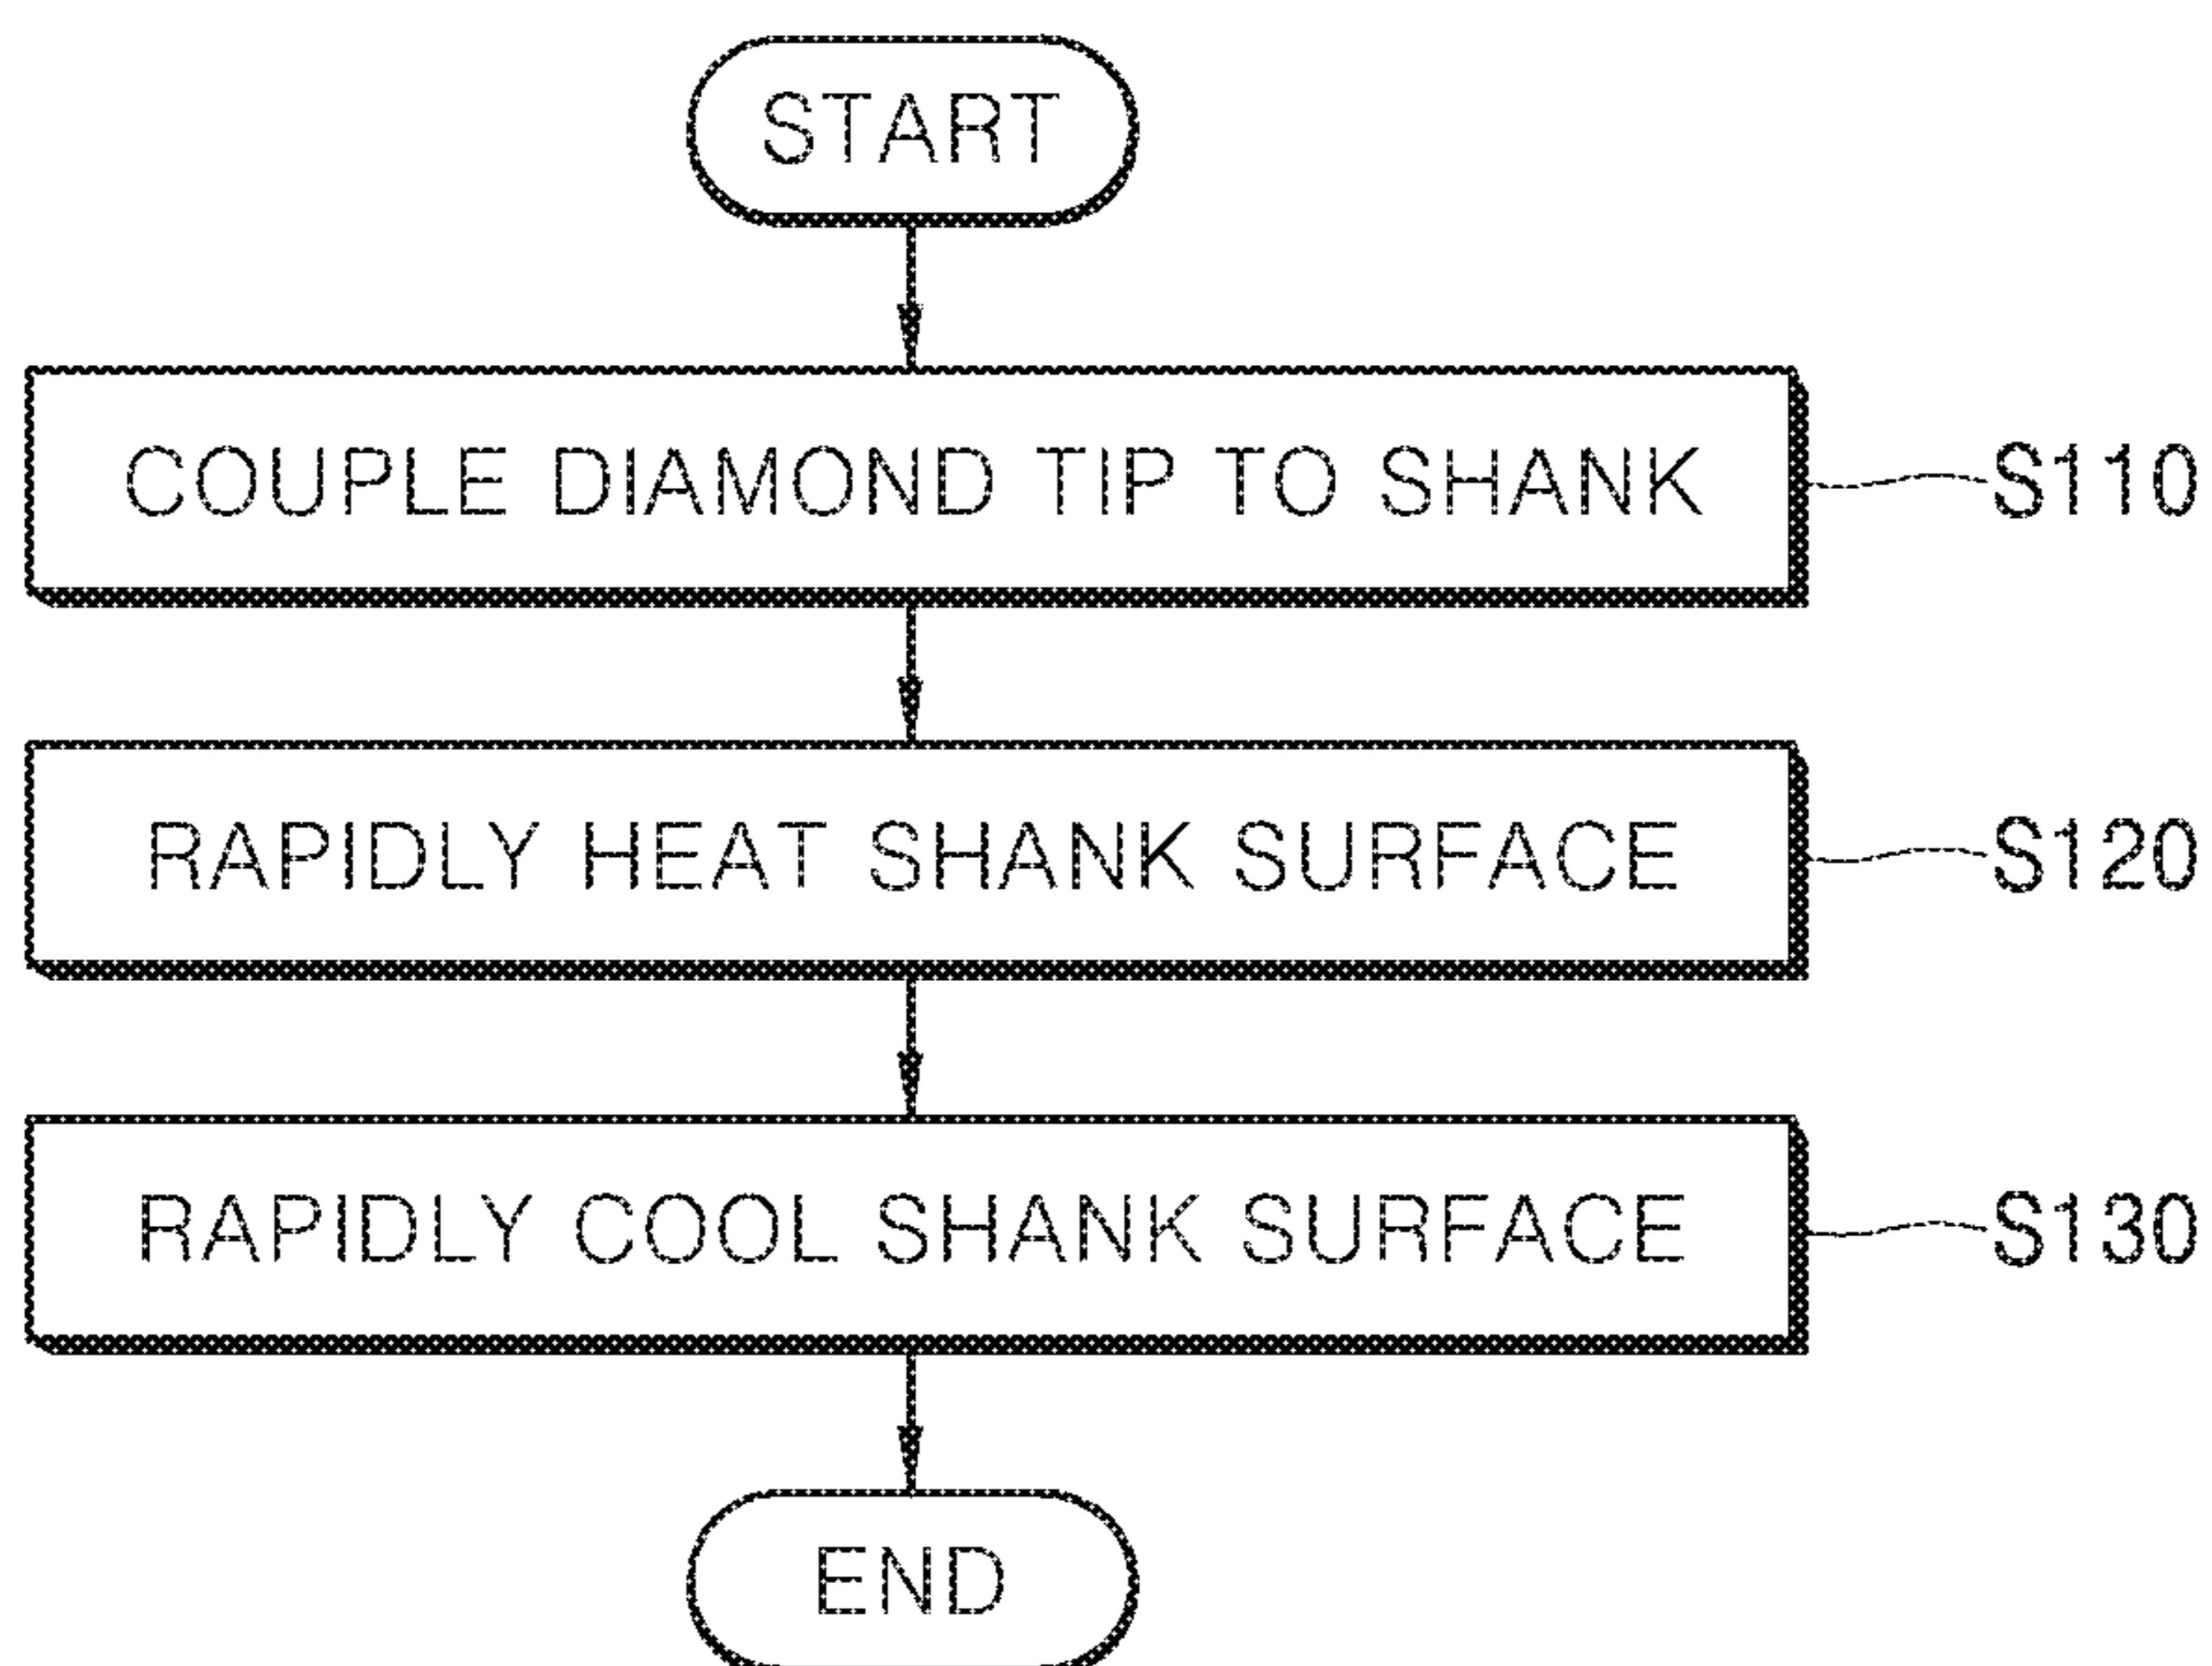 START
COUPLE DIAMOND TIP TO SHANK
S110
RAPIDLY HEAT SHANK SURFACE
S120
RAPIDLY COOL SHANK SURFACE
S130
END